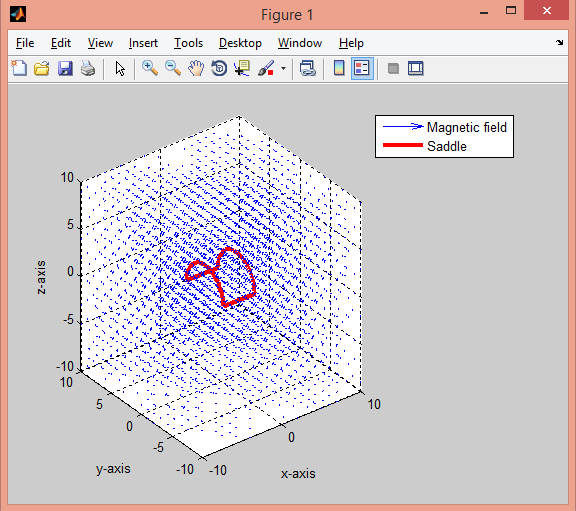 Figure 1
File Edit View Insert Tools Desktop Window Help
Magnetic field
Saddle
10
5
0
-5
-10
z-axis
10
5
0
-5
-10
y-axis
-10
0
10
x-axis